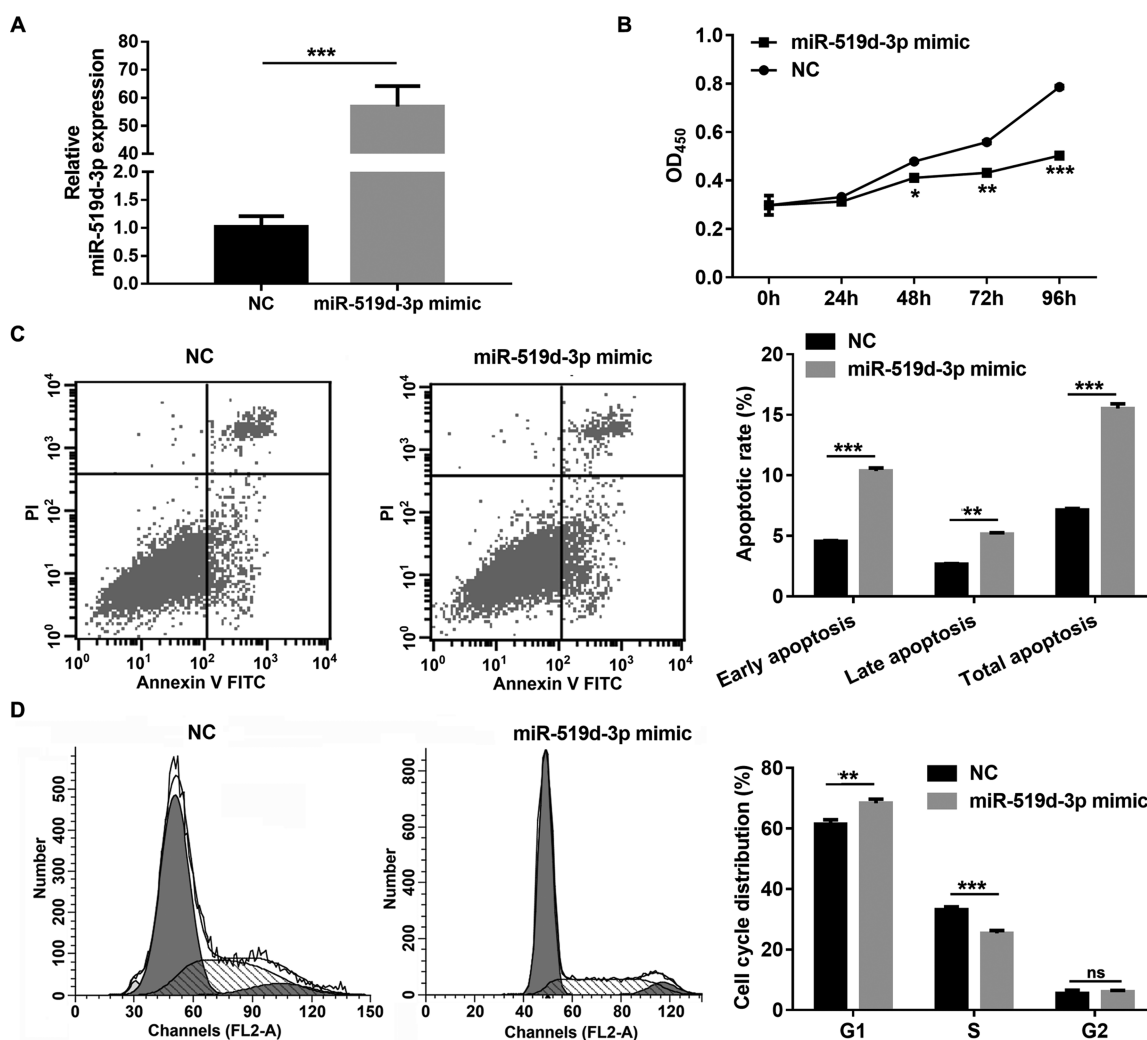 A
Relative
miR-519d-3p expression
80
70
60
50
40
2.0
1.5
1.0
0.5
0.0
***
NC
miR-519d-3p mimic
B
OD450
1.0
0.8
0.6
0.4
0.2
0.0
miR-519d-3p mimic
NC
*
**
***
0h
24h
48h
72h
96h
C
NC
PI
10^4
10^3
10^2
10^1
10^0
10^0
10^1
10^2
10^3
10^4
Annexin V FITC
miR-519d-3p mimic
PI
10^4
10^3
10^2
10^1
10^0
10^0
10^1
10^2
10^3
10^4
Annexin V FITC
NC
miR-519d-3p mimic
Apoptotic rate (%)
20
15
10
5
0
***
**
***
Early apoptosis
Late apoptosis
Total apoptosis
D
NC
Number
500
400
300
200
100
0
0
30
60
90
120
150
Channels (FL2-A)
miR-519d-3p mimic
Number
800
600
400
200
0
0
20
40
60
80
100
120
Channels (FL2-A)
NC
miR-519d-3p mimic
Cell cycle distribution (%)
80
60
40
20
0
**
***
ns
G1
S
G2